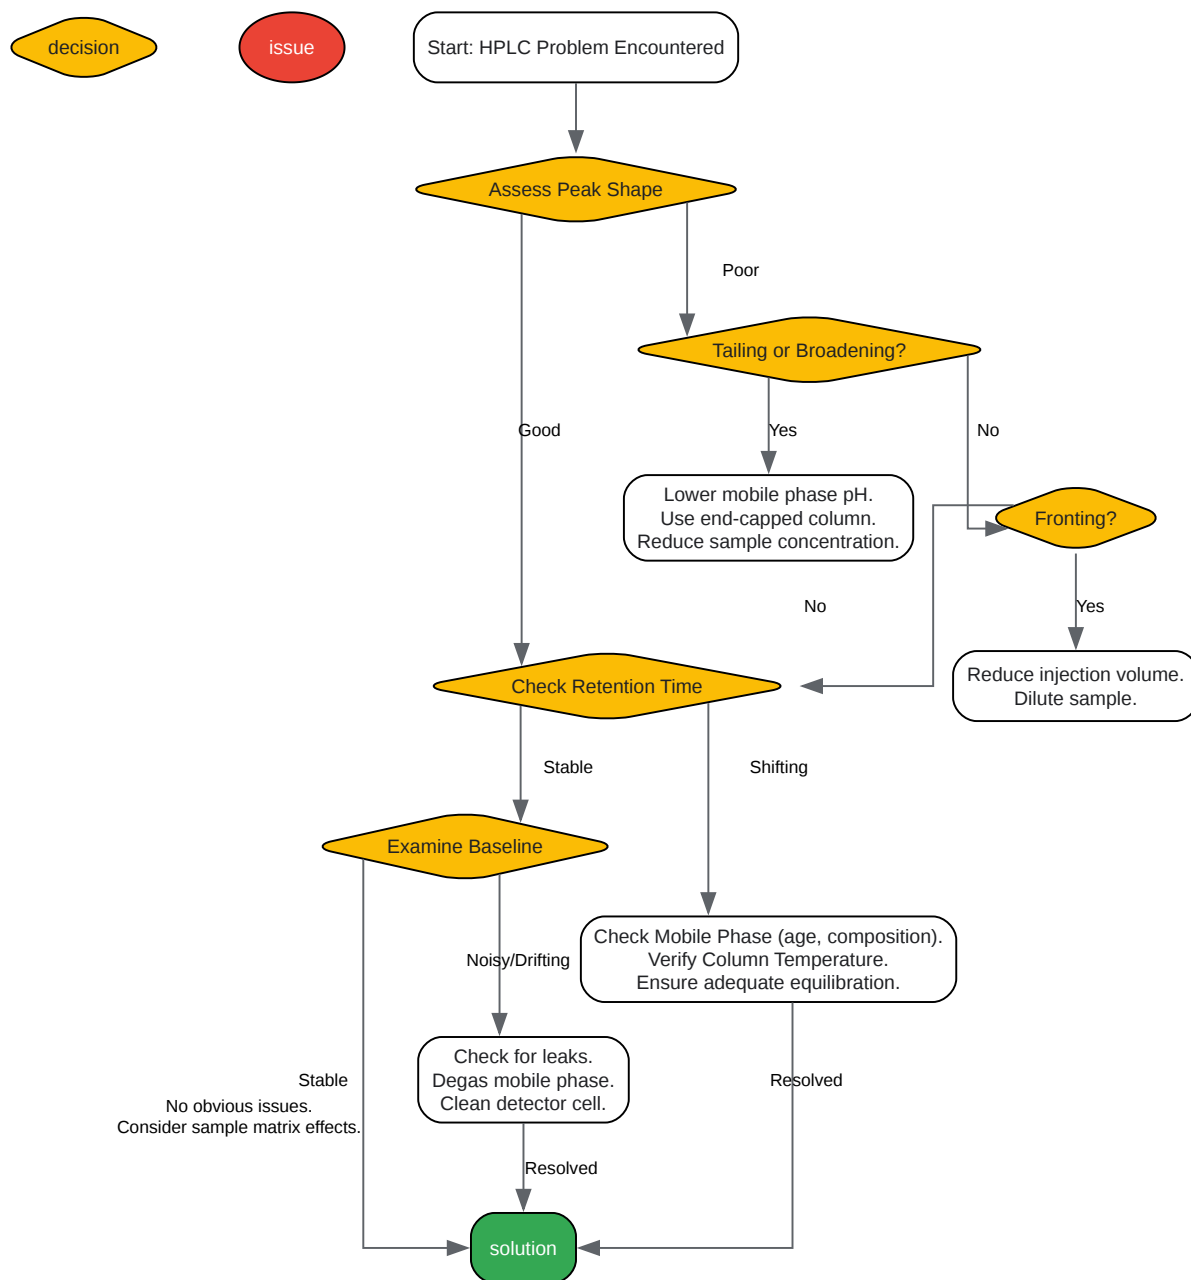 decision
issue
Start: HPLC Problem Encountered
Assess Peak Shape
Poor
Tailing or Broadening?
Good
Yes
No
Lower mobile phase pH.
Use end-capped column.
Reduce sample concentration.
Fronting?
No
Yes
Reduce injection volume.
Dilute sample.
Check Retention Time
Stable
Shifting
Examine Baseline
Noisy/Drifting
Check Mobile Phase (age, composition).
Verify Column Temperature.
Ensure adequate equilibration.
Check for leaks.
Degas mobile phase.
Clean detector cell.
Stable
No obvious issues.
Consider sample matrix effects.
Resolved
Resolved
solution